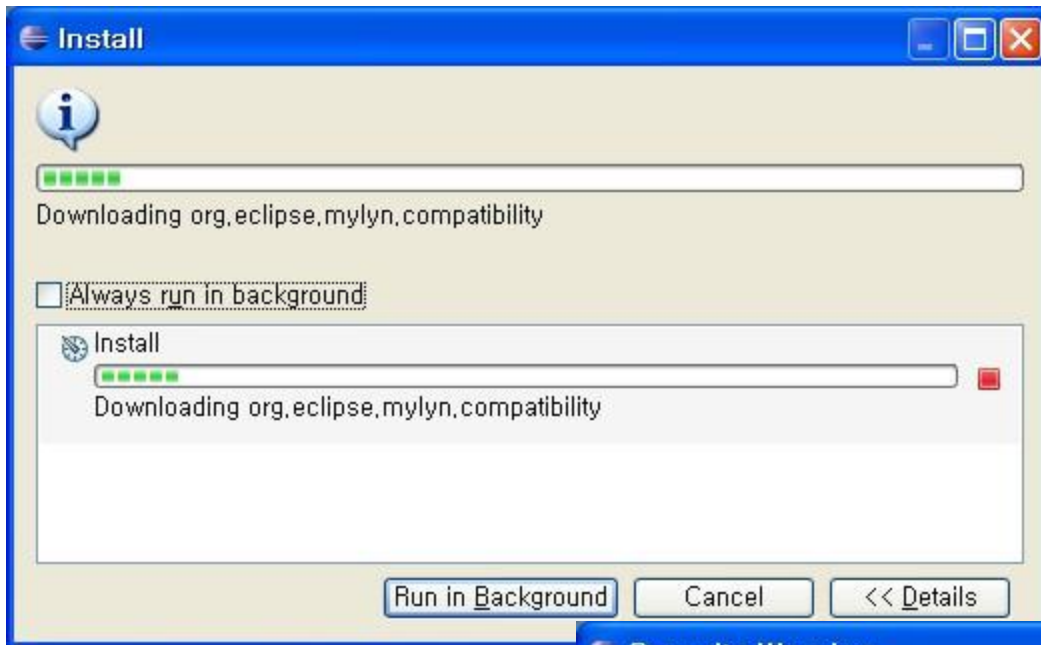 Install
Downloading org,eclipse,mylyn,compatibility
Always run in background
Install
Downloading org,eclipse,mylyn,compatibility
Run in Background
Cancel
<< Details